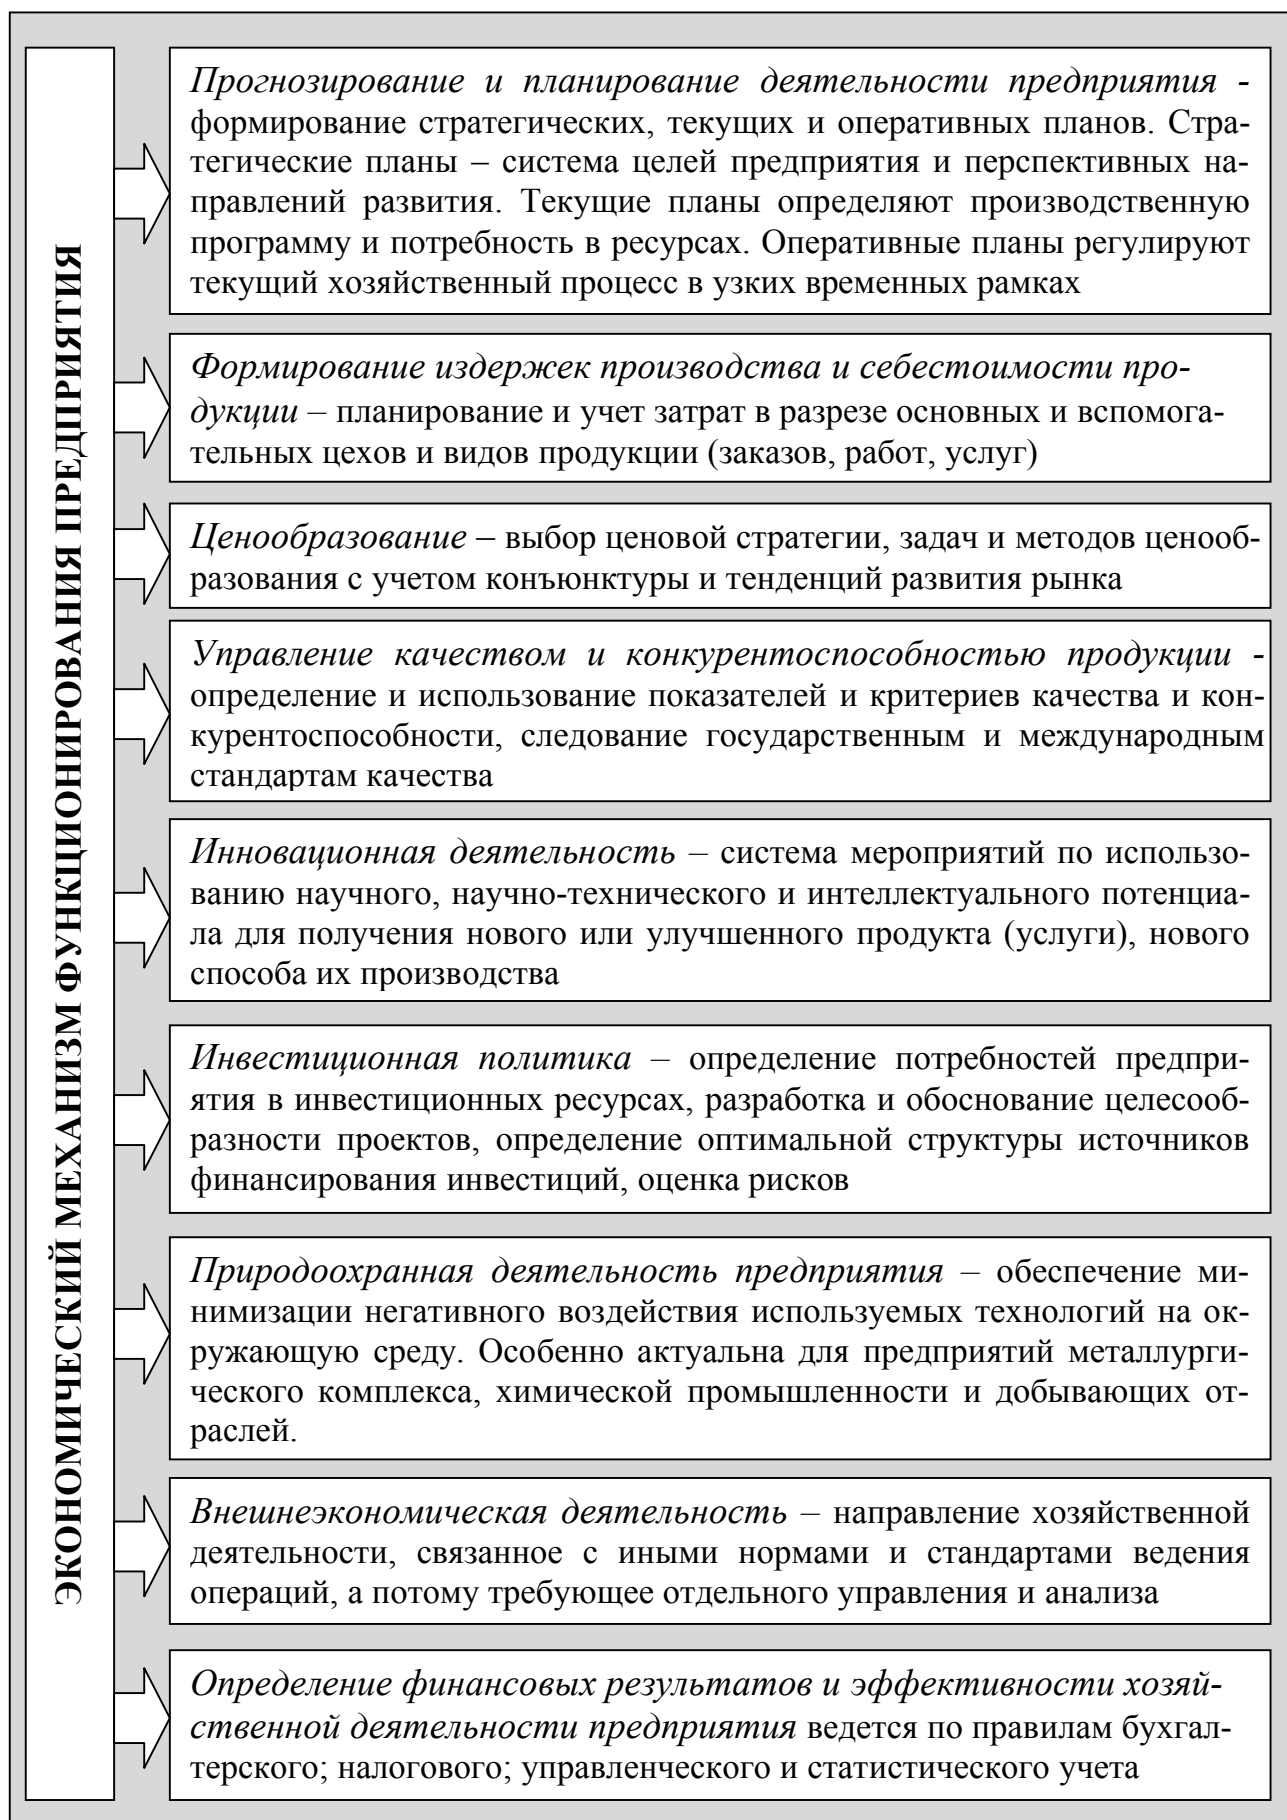 ЭКОНОМИЧЕСКИЙ МЕХАНИЗМ ФУНКЦИОНИРОВАНИЯ ПРЕДПРИЯТИЯ
Прогнозирование и планирование деятельности предприятия -
формирование стратегических, текущих и оперативных планов. Стра-
тегические планы – система целей предприятия и перспективных на-
правлений развития. Текущие планы определяют производственную
программу и потребность в ресурсах. Оперативные планы регулируют
текущий хозяйственный процесс в узких временных рамках
Формирование издержек производства и себестоимости про-
дукции – планирование и учет затрат в разрезе основных и вспомога-
тельных цехов и видов продукции (заказов, работ, услуг)
Ценообразование – выбор ценовой стратегии, задач и методов ценооб-
разования с учетом конъюнктуры и тенденций развития рынка
Управление качеством и конкурентоспособностью продукции -
определение и использование показателей и критериев качества и кон-
курентоспособности, следование государственным и международным
стандартам качества
Инновационная деятельность – система мероприятий по использо-
ванию научного, научно-технического и интеллектуального потенциа-
ла для получения нового или улучшенного продукта (услуги), нового
способа их производства
Инвестиционная политика – определение потребностей предпри-
ятия в инвестиционных ресурсах, разработка и обоснование целесооб-
разности проектов, определение оптимальной структуры источников
финансирования инвестиций, оценка рисков
Природоохранная деятельность предприятия – обеспечение ми-
нимизации негативного воздействия используемых технологий на ок-
ружающую среду. Особенно актуальна для предприятий металлурги-
ческого комплекса, химической промышленности и добывающих от-
раслей.
Внешнеэкономическая деятельность – направление хозяйственной
деятельности, связанное с иными нормами и стандартами ведения
операций, а потому требующее отдельного управления и анализа
Определение финансовых результатов и эффективности хозяй-
ственной деятельности предприятия ведется по правилам бухгал-
терского; налогового; управленческого и статистического учета